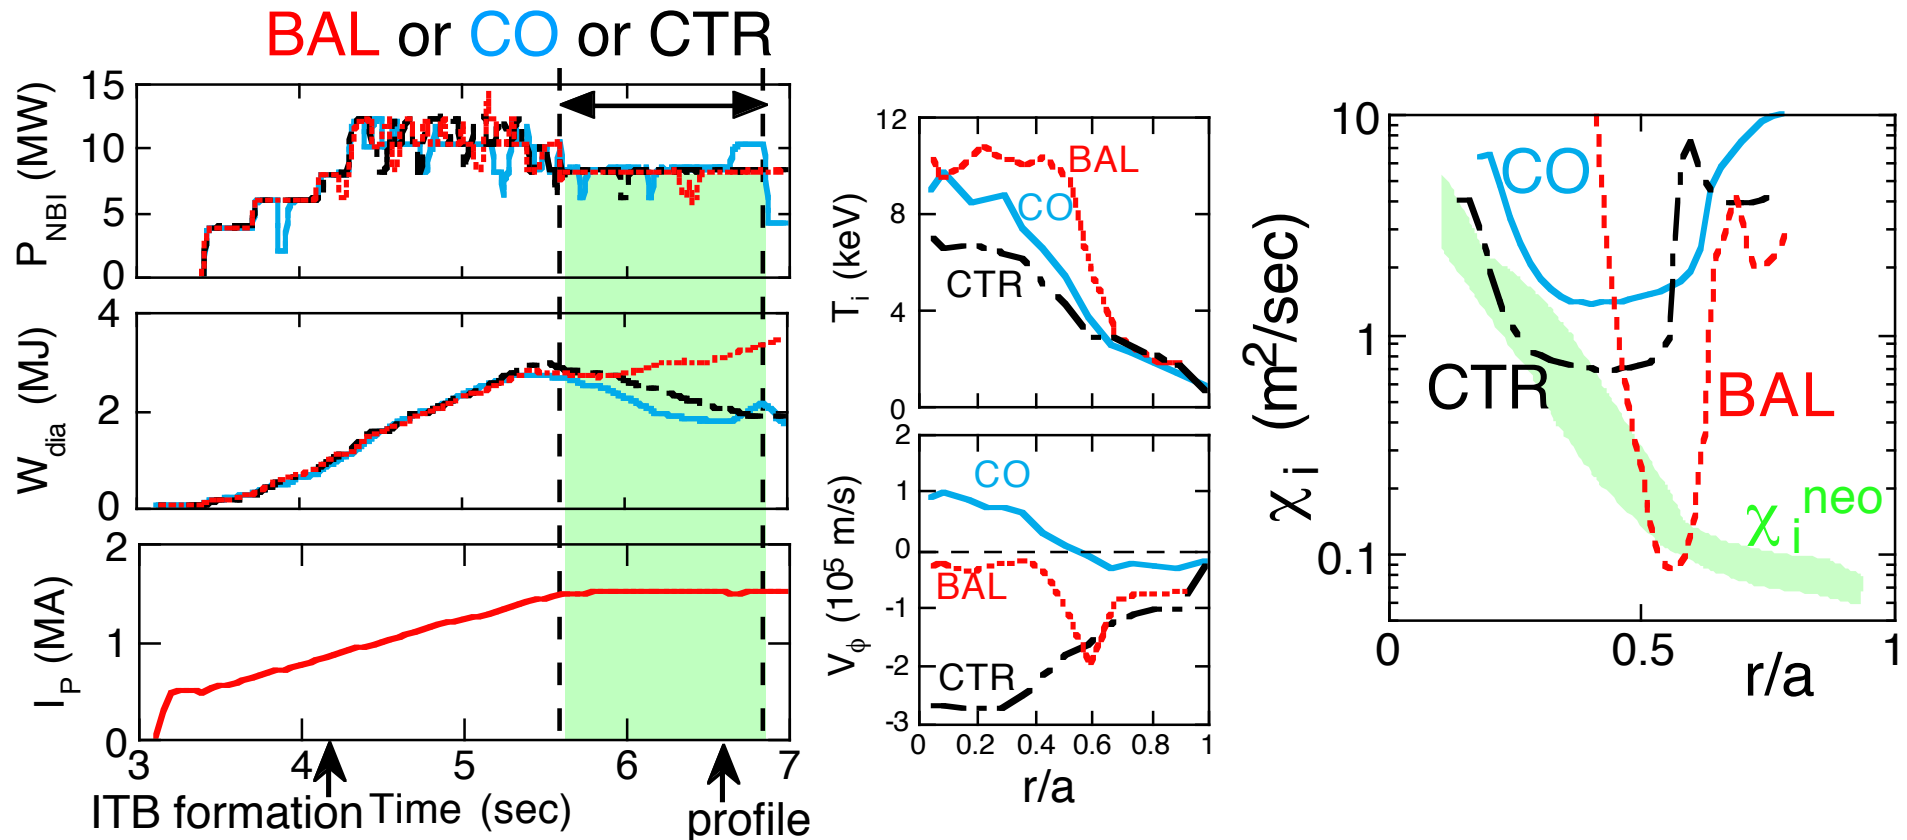 BAL or CO or CTR
P_NBI (MW)
15
10
5
0
W_dia (MJ)
4
2
0
I_P (MA)
2
1
0
3 4 5 6 7
ITB formation Time (sec)
profile
T_i (keV)
12
8
4
0
BAL
CO
CTR
V_ϕ (10^5 m/s)
2
1
0
-1
-2
-3
CO
BAL
CTR
0 0.2 0.4 0.6 0.8 1
r/a
χ_i (m^2/sec)
10
1
0.1
CO
CTR
BAL
χ_i^neo
0 0.5 1
r/a